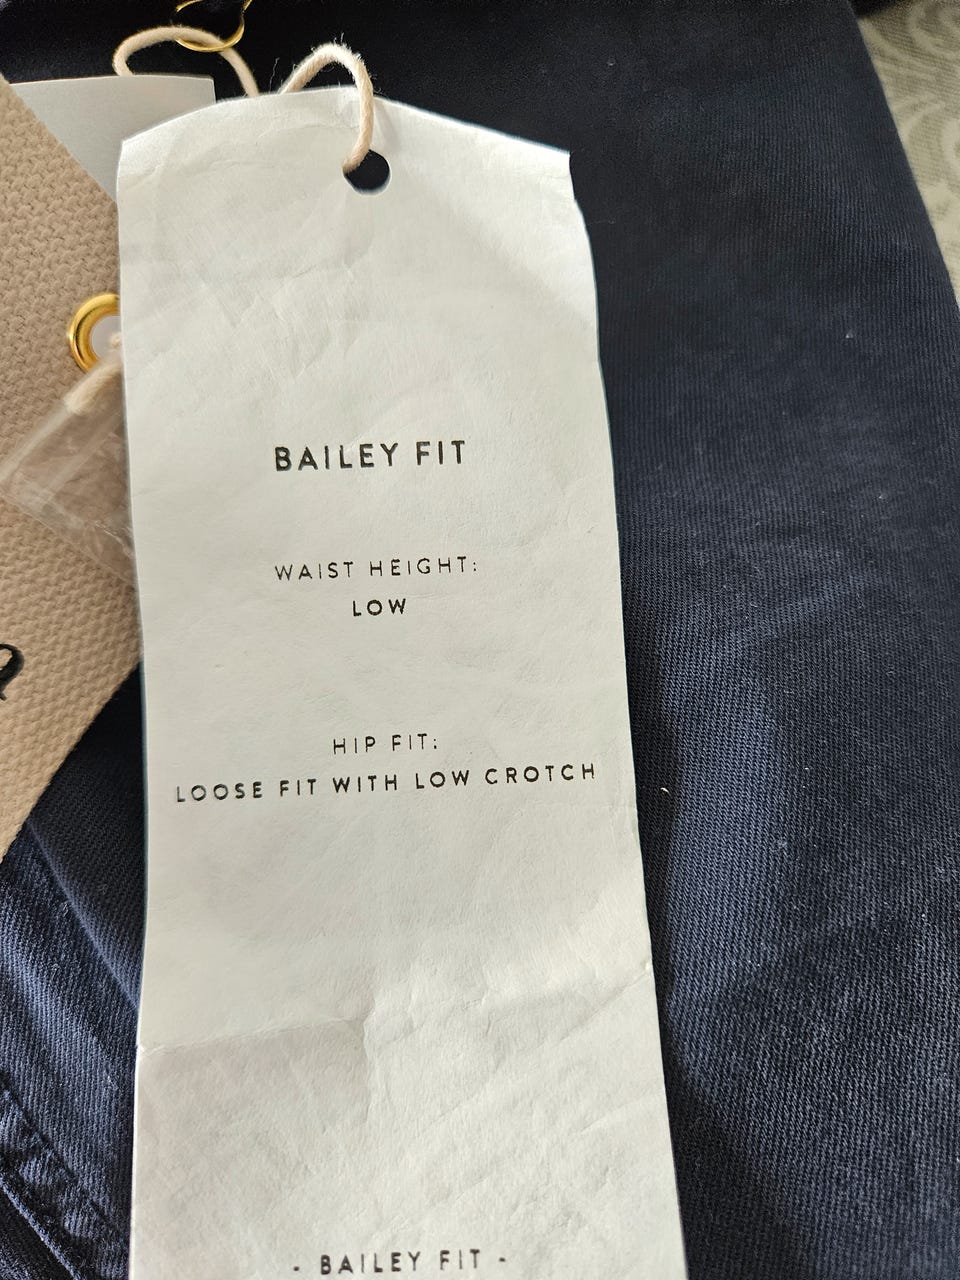 BAILEY FIT
WAIST HEIGHT:
LOW
HIP FIT:
LOOSE FIT WITH LOW CROTCH
- BAILEY FIT -